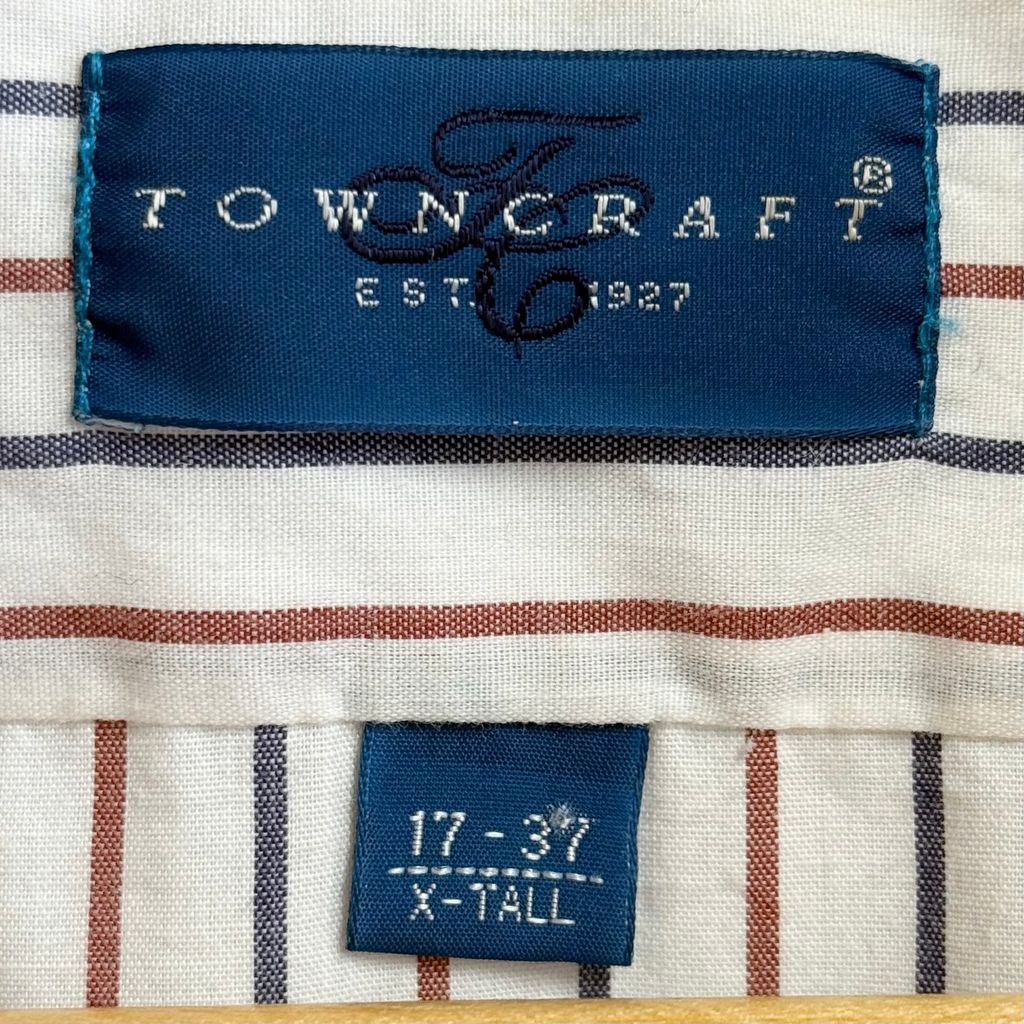 TC
TOWNCRAFT®
EST. 1927
17-37
X-TALL